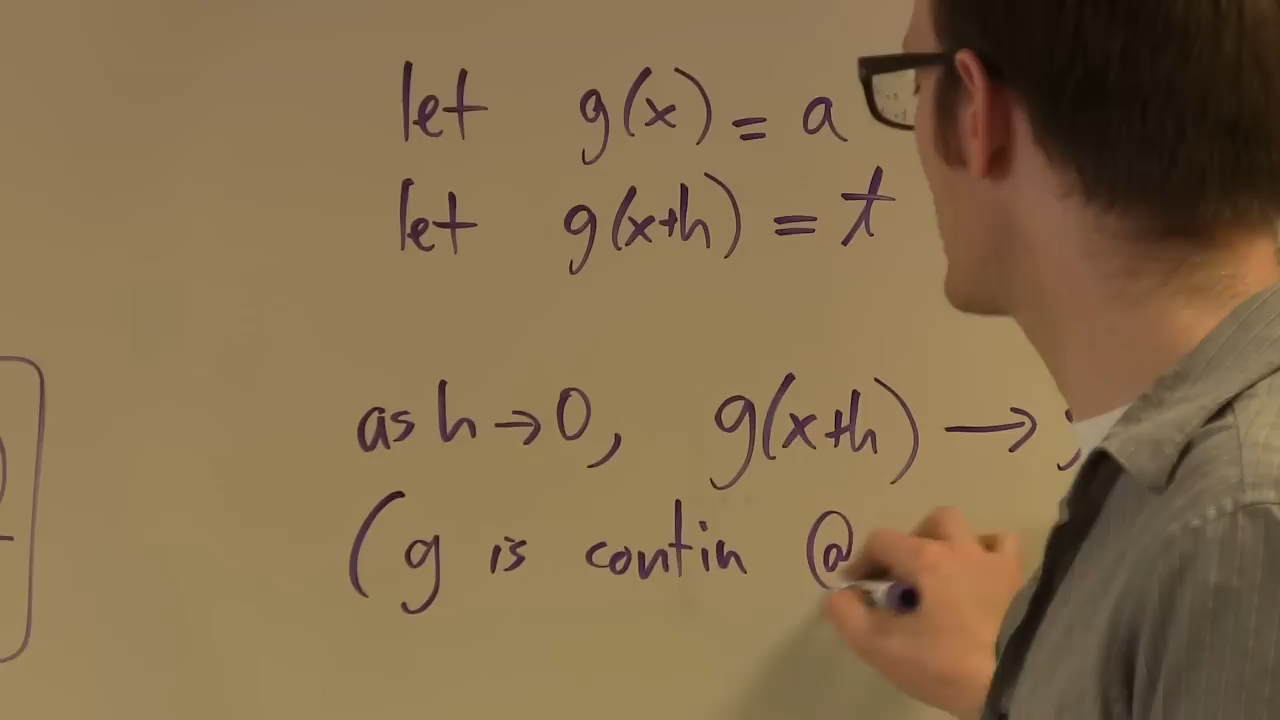 let g(x) = a
let g(x+h) = t
as h → 0, g(x+h) →
(g is contin @